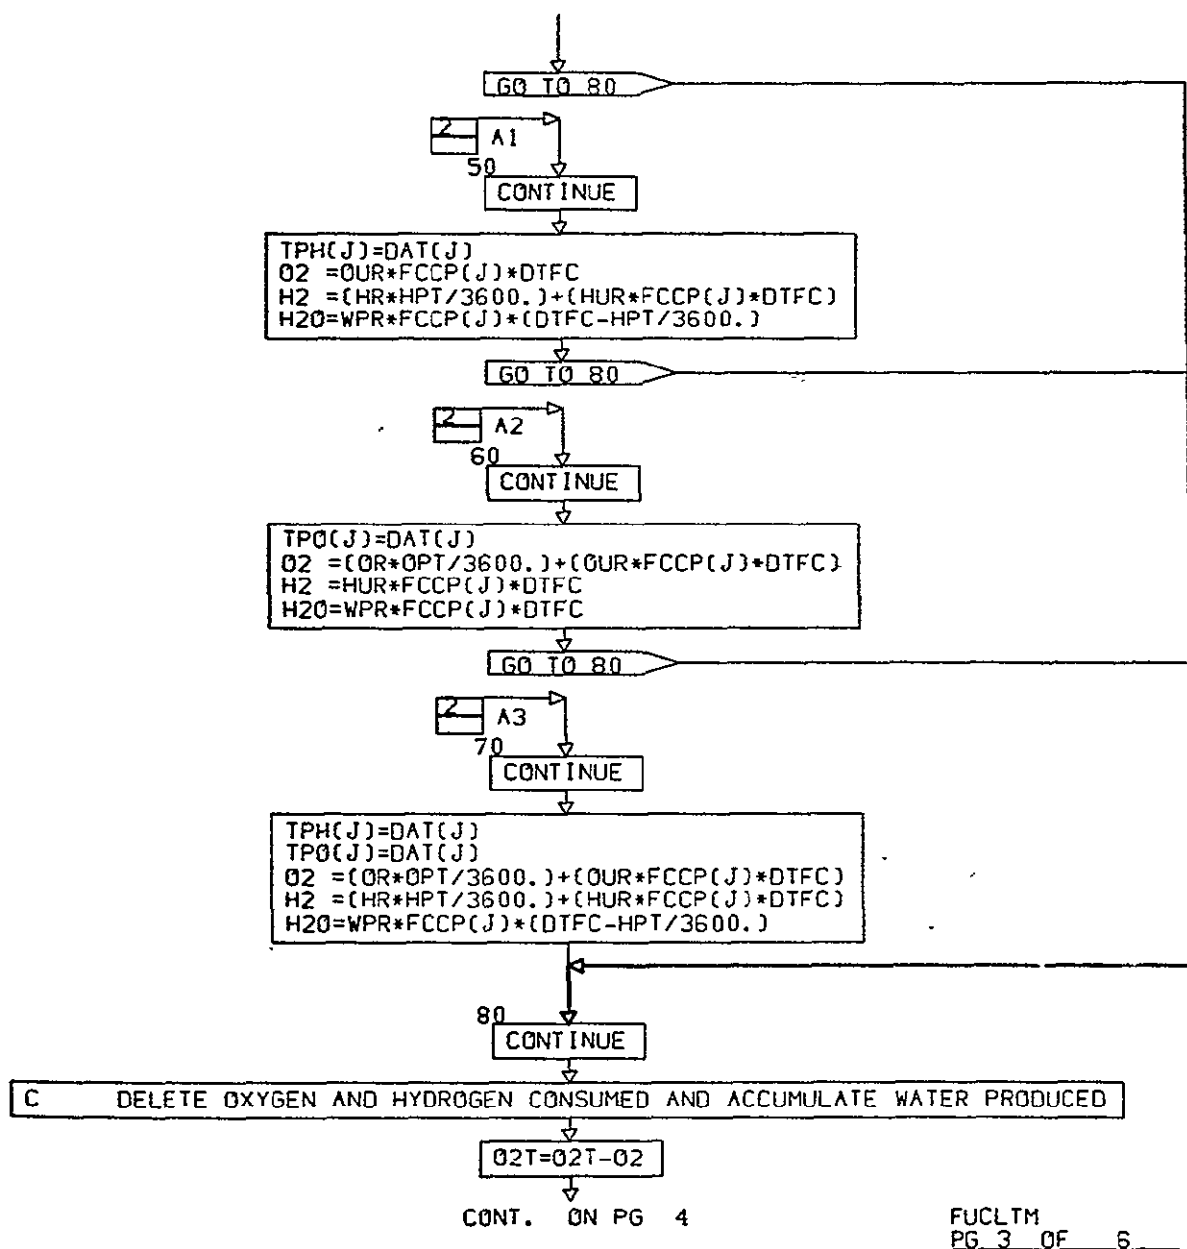 GO TO 80
2
A1
50
CONTINUE
TPH(J)=DAT(J)
O2 =OUR*FCCP(J)*DTFC
H2 =(HR*HPT/3600.)+(HUR*FCCP(J)*DTFC)
H2O=WPR*FCCP(J)*(DTFC-HPT/3600.)
GO TO 80
2
A2
60
CONTINUE
TPO(J)=DAT(J)
O2 =(OR*OPT/3600.)+(OUR*FCCP(J)*DTFC)
H2 =HUR*FCCP(J)*DTFC
H2O=WPR*FCCP(J)*DTFC
GO TO 80
2
A3
70
CONTINUE
TPH(J)=DAT(J)
TPO(J)=DAT(J)
O2 =(OR*OPT/3600.)+(OUR*FCCP(J)*DTFC)
H2 =(HR*HPT/3600.)+(HUR*FCCP(J)*DTFC)
H2O=WPR*FCCP(J)*(DTFC-HPT/3600.)
80
CONTINUE
C DELETE OXYGEN AND HYDROGEN CONSUMED AND ACCUMULATE WATER PRODUCED
O2T=O2T-O2
CONT. ON PG 4
FUCLTM
PG 3 OF 6